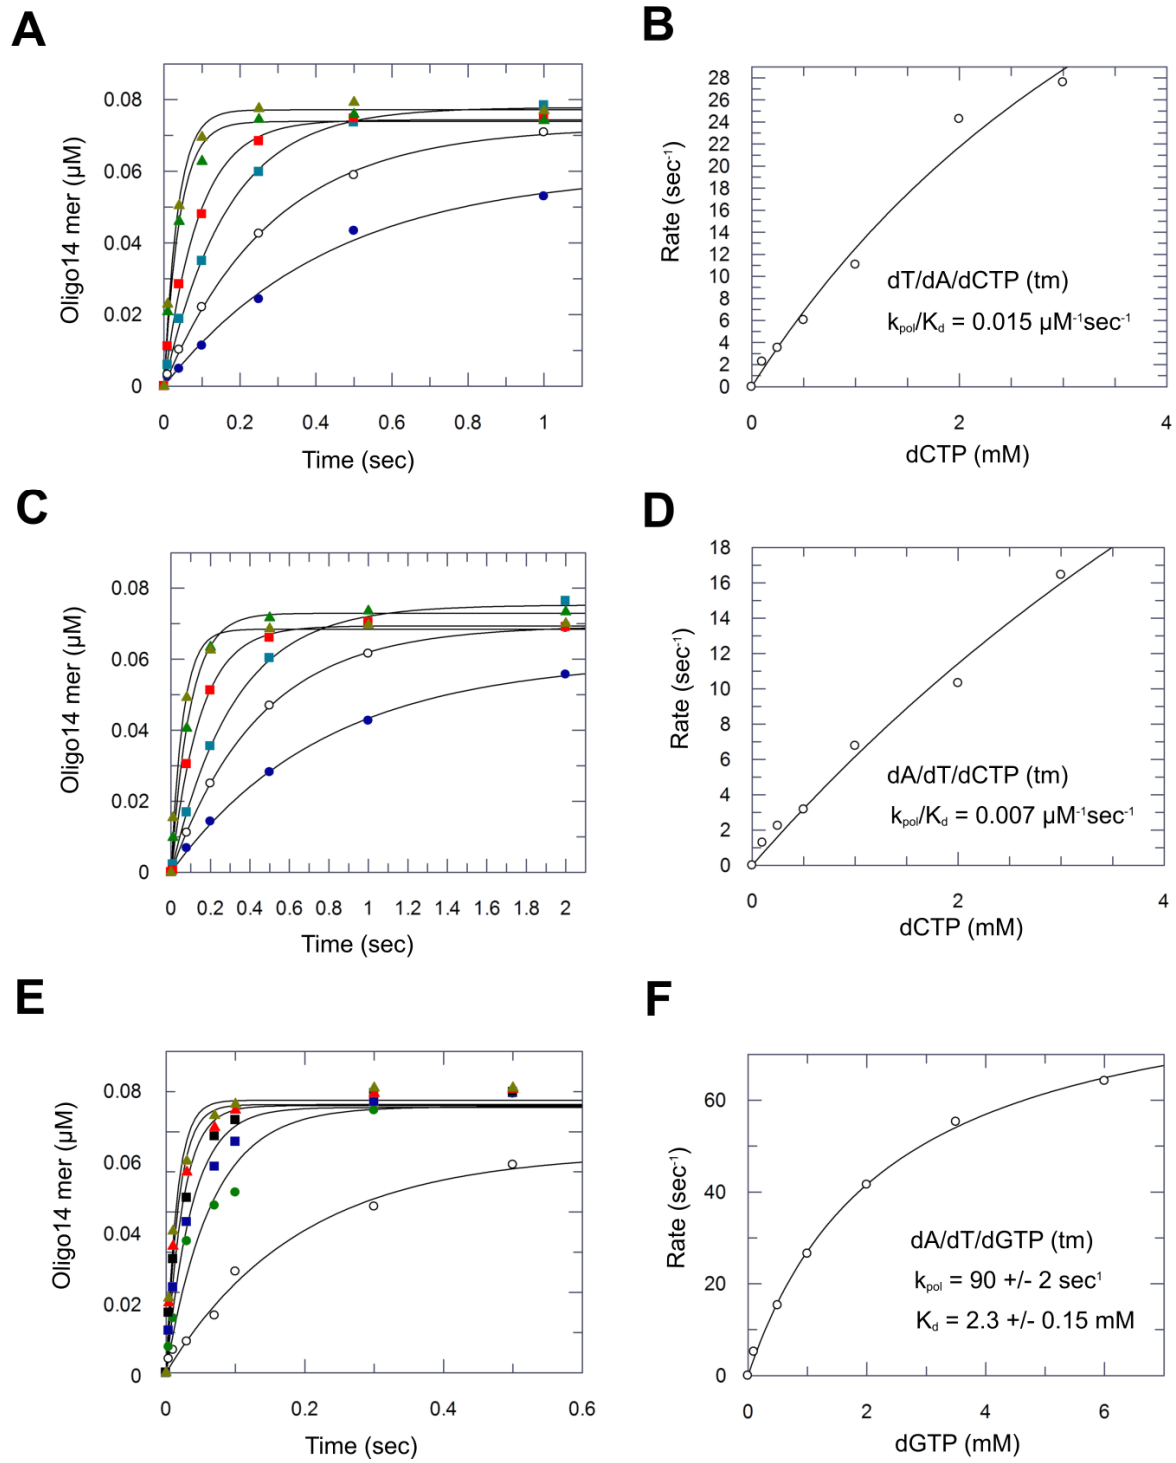 A
0.08
0.06
0.04
0.02
0
Oligo14 mer (µM)
0 0.2 0.4 0.6 0.8 1
Time (sec)
B
28
26
24
22
20
18
16
14
12
10
8
6
4
2
0
Rate (sec⁻¹)
dT/dA/dCTP (tm)
kpol/Kd = 0.015 µM⁻¹sec⁻¹
0 2 4
dCTP (mM)
C
0.08
0.06
0.04
0.02
0
Oligo14 mer (µM)
0 0.2 0.4 0.6 0.8 1 1.2 1.4 1.6 1.8 2
Time (sec)
D
18
16
14
12
10
8
6
4
2
0
Rate (sec⁻¹)
dA/dT/dCTP (tm)
kpol/Kd = 0.007 µM⁻¹sec⁻¹
0 2 4
dCTP (mM)
E
0.08
0.06
0.04
0.02
0
Oligo14 mer (µM)
0 0.2 0.4 0.6
Time (sec)
F
60
40
20
0
Rate (sec⁻¹)
dA/dT/dGTP (tm)
kpol = 90 +/- 2 sec¹
Kd = 2.3 +/- 0.15 mM
0 2 4 6
dGTP (mM)